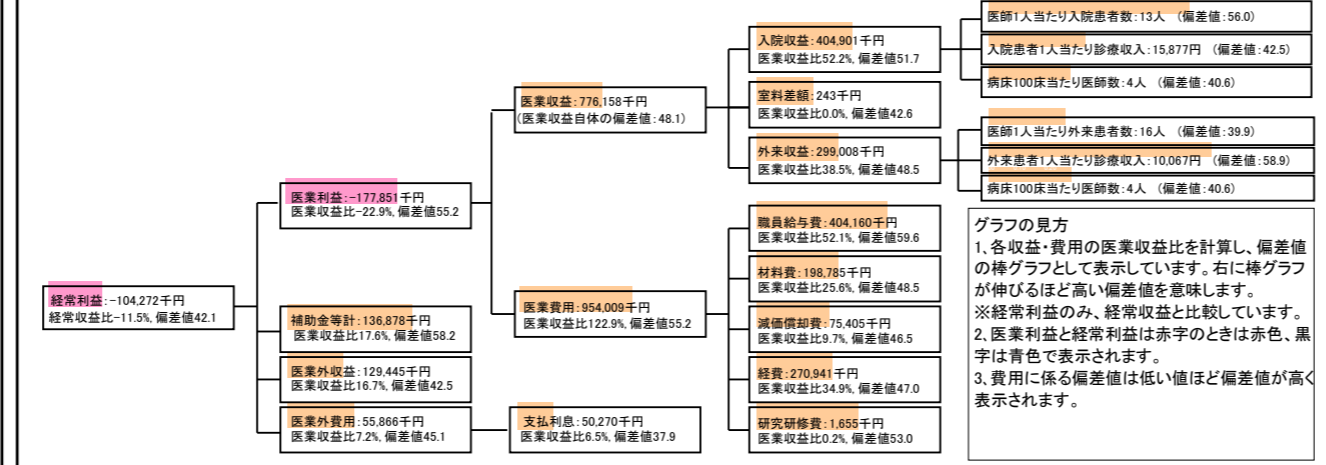 経常利益:-104,272千円
経常収益比-11.5%, 偏差値42.1
医業利益:-177,851千円
医業収益比-22.9%, 偏差値55.2
補助金等計:136,878千円
医業収益比17.6%, 偏差値58.2
医業外収益:129,445千円
医業収益比16.7%, 偏差値42.5
医業外費用:55,866千円
医業収益比7.2%, 偏差値45.1
医業収益:776,158千円
(医業収益自体の偏差値:48.1)
医業費用:954,009千円
医業収益比122.9%, 偏差値55.2
支払利息:50,270千円
医業収益比6.5%, 偏差値37.9
入院収益:404,901千円
医業収益比52.2%, 偏差値51.7
室料差額:243千円
医業収益比0.0%, 偏差値42.6
外来収益:299,008千円
医業収益比38.5%, 偏差値48.5
職員給与費:404,160千円
医業収益比52.1%, 偏差値59.6
材料費:198,785千円
医業収益比25.6%, 偏差値48.5
減価償却費:75,405千円
医業収益比9.7%, 偏差値46.5
経費:270,941千円
医業収益比34.9%, 偏差値47.0
研究研修費:1,655千円
医業収益比0.2%, 偏差値53.0
医師1人当たり入院患者数:13人 (偏差値:56.0)
入院患者1人当たり診療収入:15,877円 (偏差値:42.5)
病床100床当たり医師数:4人 (偏差値:40.6)
医師1人当たり外来患者数:16人 (偏差値:39.9)
外来患者1人当たり診療収入:10,067円 (偏差値:58.9)
病床100床当たり医師数:4人 (偏差値:40.6)
グラフの見方
1、各収益・費用の医業収益比を計算し、偏差値
の棒グラフとして表示しています。右に棒グラフ
が伸びるほど高い偏差値を意味します。
※経常利益のみ、経常収益と比較しています。
2、医業利益と経常利益は赤字のときは赤色、黒
字は青色で表示されます。
3、費用に係る偏差値は低い値ほど偏差値が高く
表示されます。